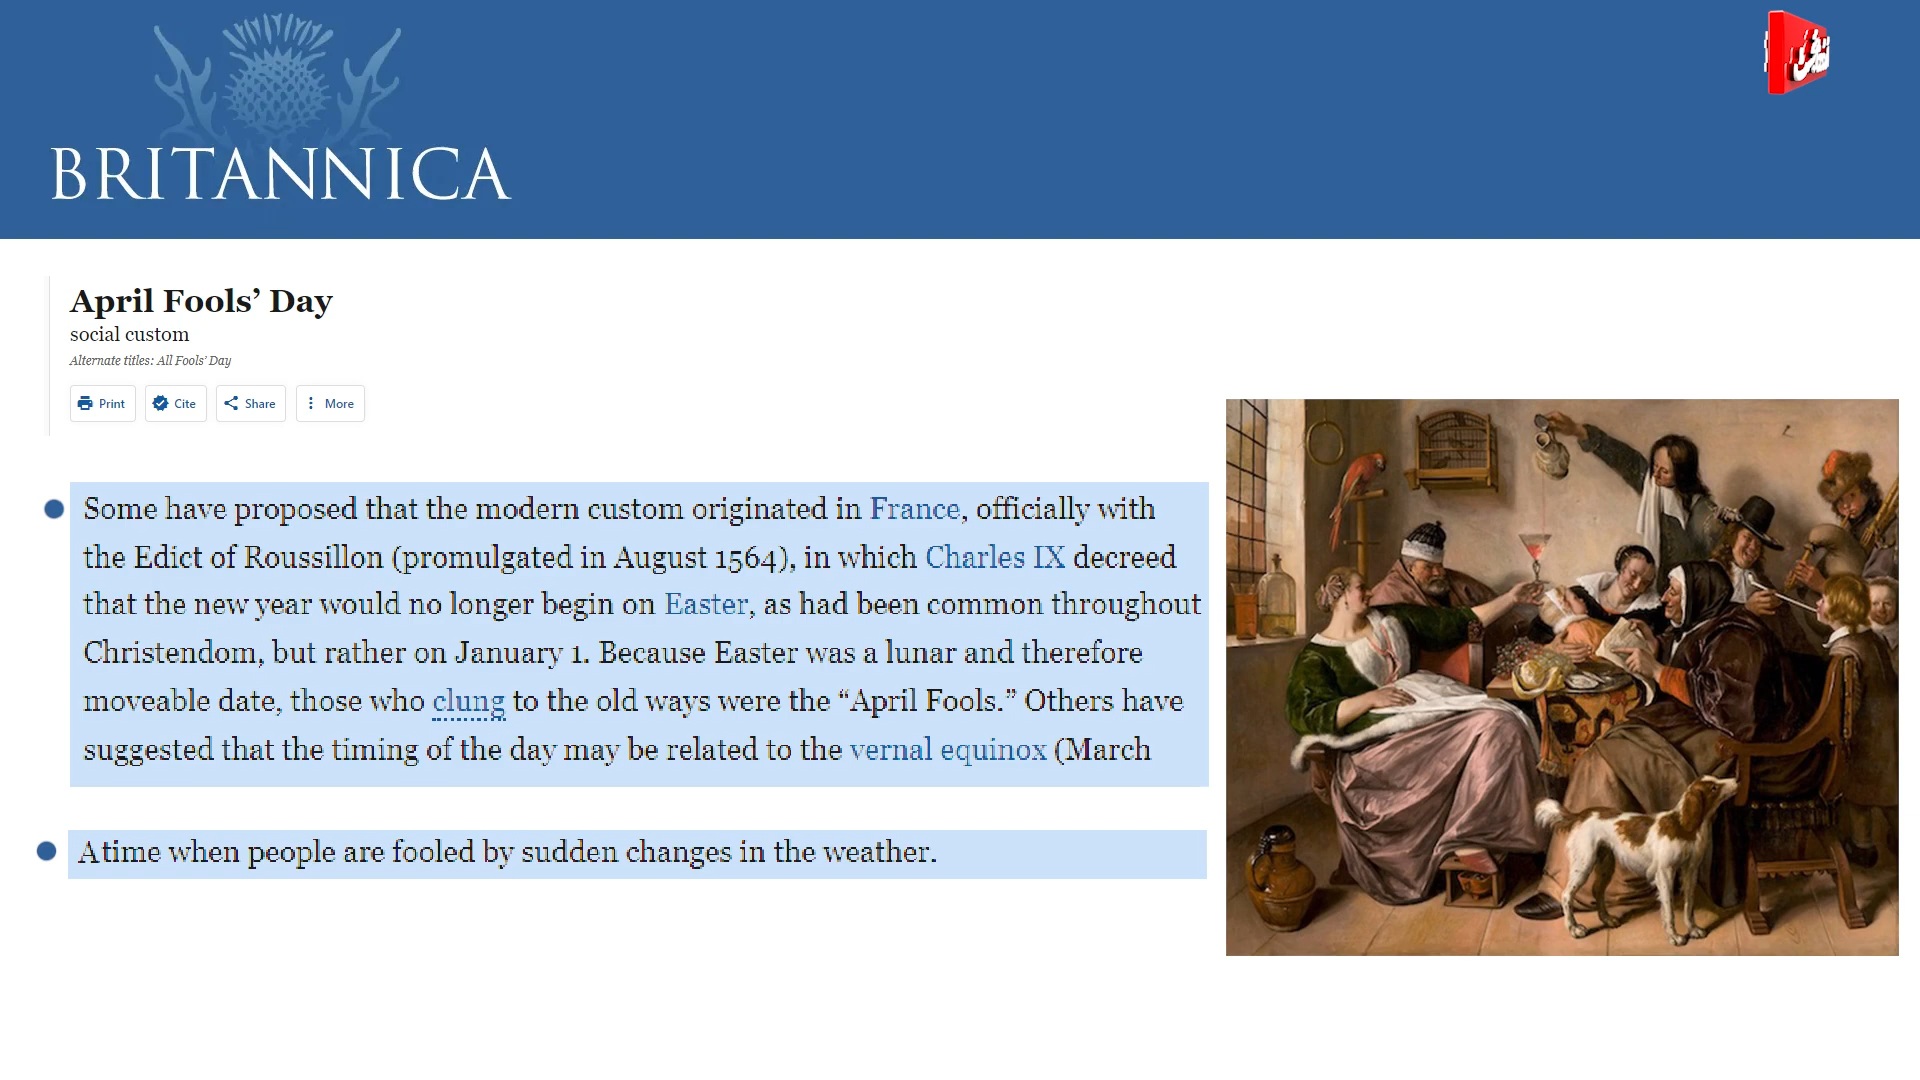 BRITANNICA
April Fools’ Day
social custom
Alternate titles: All Fools’ Day
Print Cite Share More
Some have proposed that the modern custom originated in France, officially with
the Edict of Roussillon (promulgated in August 1564), in which Charles IX decreed
that the new year would no longer begin on Easter, as had been common throughout
Christendom, but rather on January 1. Because Easter was a lunar and therefore
moveable date, those who clung to the old ways were the “April Fools.” Others have
suggested that the timing of the day may be related to the vernal equinox (March
A time when people are fooled by sudden changes in the weather.